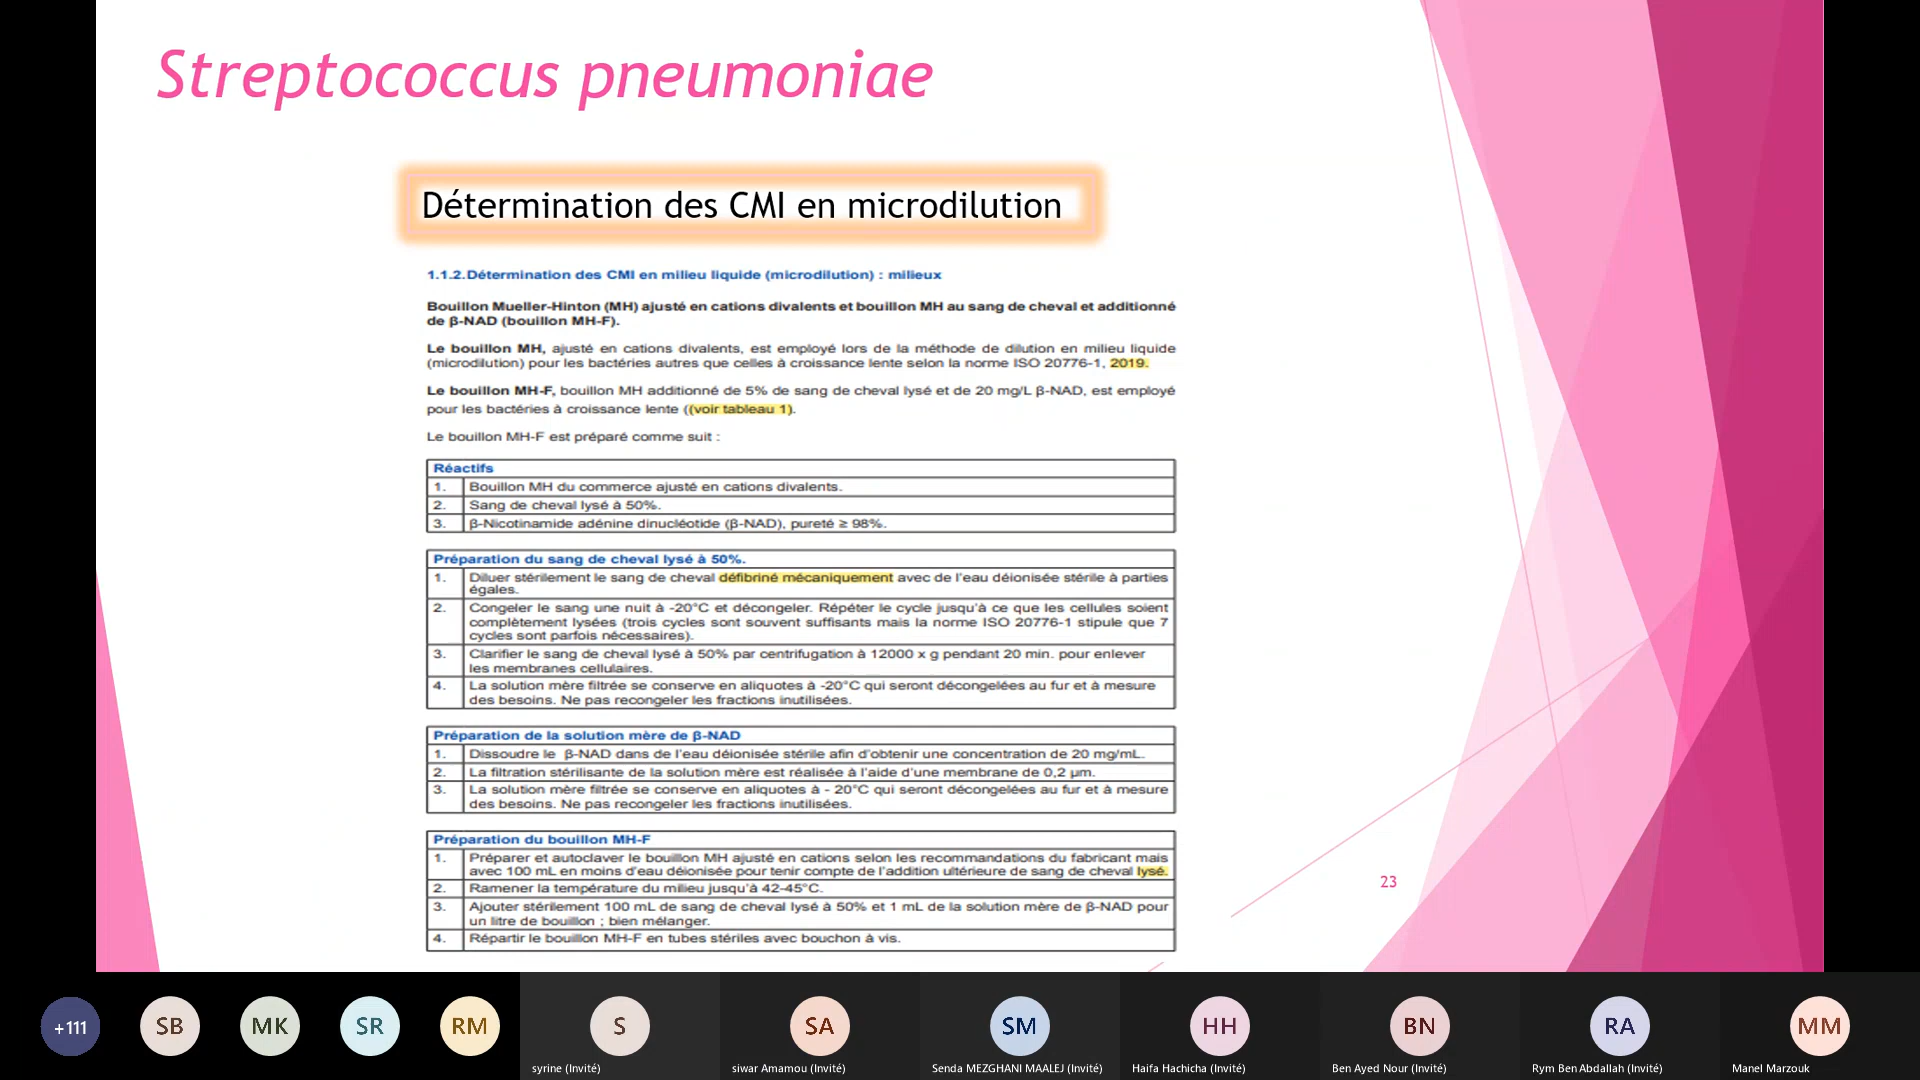 Streptococcus pneumoniae
Détermination des CMI en microdilution
1.1.2.Détermination des CMI en milieu liquide (microdilution) : milieux
Bouillon Mueller-Hinton (MH) ajusté en cations divalents et bouillon MH au sang de cheval et additionné
de β-NAD (bouillon MH-F).
Le bouillon MH, ajusté en cations divalents, est employé lors de la méthode de dilution en milieu liquide
(microdilution) pour les bactéries autres que celles à croissance lente selon la norme ISO 20776-1, 2019.
Le bouillon MH-F, bouillon MH additionné de 5% de sang de cheval lysé et de 20 mg/L β-NAD, est employé
pour les bactéries à croissance lente ((voir tableau 1).
Le bouillon MH-F est préparé comme suit :
Réactifs
1. Bouillon MH du commerce ajusté en cations divalents.
2. Sang de cheval lysé à 50%.
3. β-Nicotinamide adénine dinucléotide (β-NAD), pureté ≥ 98%.
Préparation du sang de cheval lysé à 50%.
1. Diluer stérilement le sang de cheval défibriné mécaniquement avec de l'eau déionisée stérile à parties
égales.
2. Congeler le sang une nuit à -20°C et décongeler. Répéter le cycle jusqu'à ce que les cellules soient
complètement lysées (trois cycles sont souvent suffisants mais la norme ISO 20776-1 stipule que 7
cycles sont parfois nécessaires).
3. Clarifier le sang de cheval lysé à 50% par centrifugation à 12000 x g pendant 20 min. pour enlever
les membranes cellulaires.
4. La solution mère filtrée se conserve en aliquotes à -20°C qui seront décongelées au fur et à mesure
des besoins. Ne pas recongeler les fractions inutilisées.
Préparation de la solution mère de β-NAD
1. Dissoudre le β-NAD dans de l'eau déionisée stérile afin d'obtenir une concentration de 20 mg/mL.
2. La filtration stérilisante de la solution mère est réalisée à l'aide d'une membrane de 0,2 µm.
3. La solution mère filtrée se conserve en aliquotes à - 20°C qui seront décongelées au fur et à mesure
des besoins. Ne pas recongeler les fractions inutilisées.
Préparation du bouillon MH-F
1. Préparer et autoclaver le bouillon MH ajusté en cations selon les recommandations du fabricant mais
avec 100 mL en moins d'eau déionisée pour tenir compte de l'addition ultérieure de sang de cheval lysé.
2. Ramener la température du milieu jusqu'à 42-45°C.
3. Ajouter stérilement 100 mL de sang de cheval lysé à 50% et 1 mL de la solution mère de β-NAD pour
un litre de bouillon ; bien mélanger.
4. Répartir le bouillon MH-F en tubes stériles avec bouchon à vis.
23
+111 SB MK SR RM S SA SM HH BN RA MM
syrine (Invité) siwar Amamou (Invité) Senda MEZGHANI MAALEJ (Invité) Haifa Hachicha (Invité) Ben Ayed Nour (Invité) Rym Ben Abdallah (Invité) Manel Marzouk